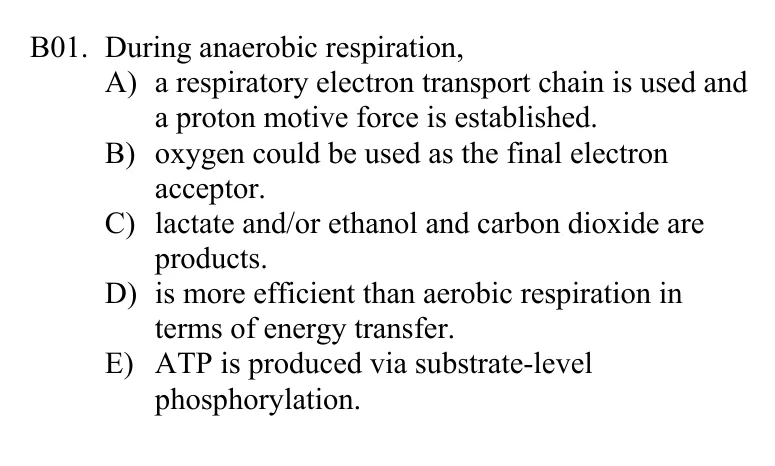 B01. During anaerobic respiration,
A) a respiratory electron transport chain is used and
a proton motive force is established.
B) oxygen could be used as the final electron
acceptor.
C) lactate and/or ethanol and carbon dioxide are
products.
D) is more efficient than aerobic respiration in
terms of energy transfer.
E) ATP is produced via substrate-level
phosphorylation.